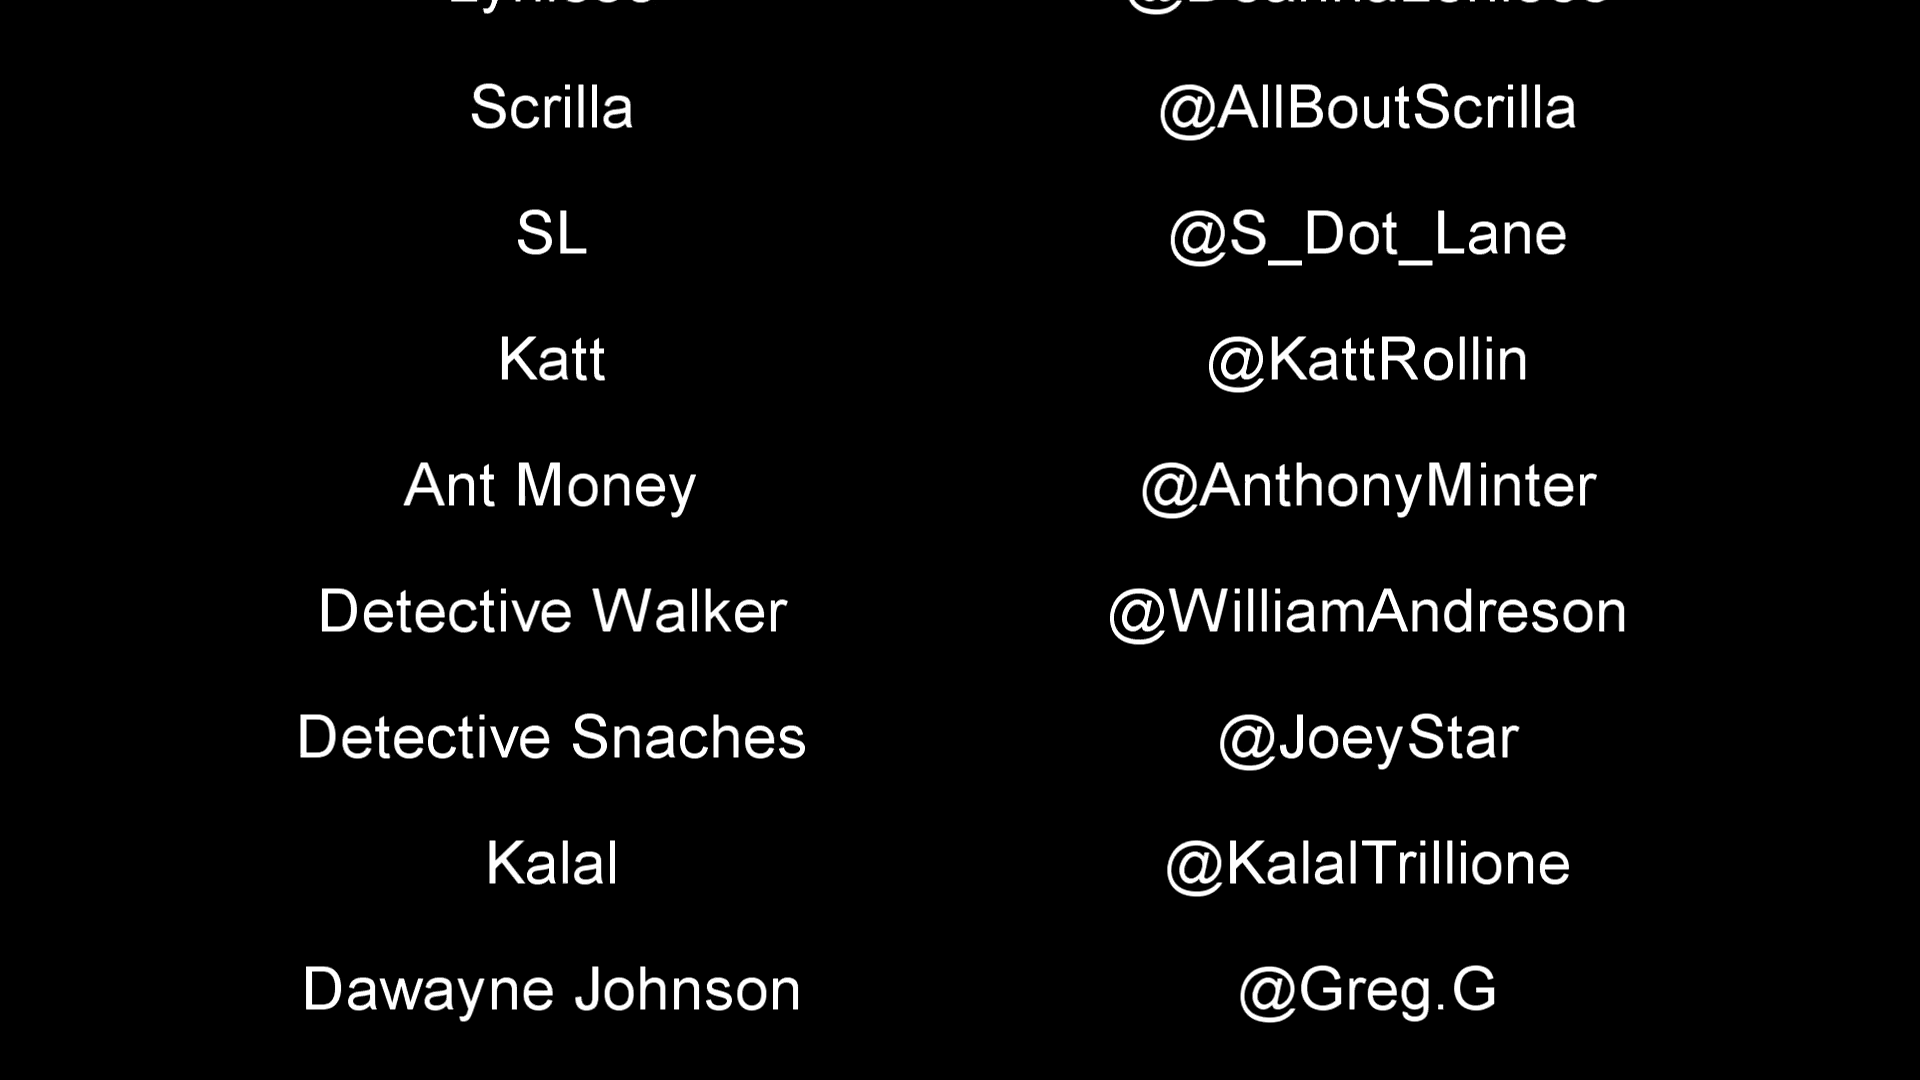 Scrilla @AllBoutScrilla
SL @S_Dot_Lane
Katt @KattRollin
Ant Money @AnthonyMinter
Detective Walker @WilliamAndreson
Detective Snaches @JoeyStar
Kalal @KalalTrillione
Dawayne Johnson @Greg.G